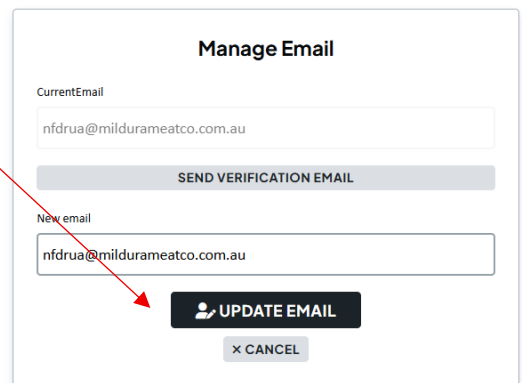 Manage Email
CurrentEmail
nfdrua@mildurameatco.com.au
SEND VERIFICATION EMAIL
New email
nfdrua@mildurameatco.com.au
UPDATE EMAIL
× CANCEL